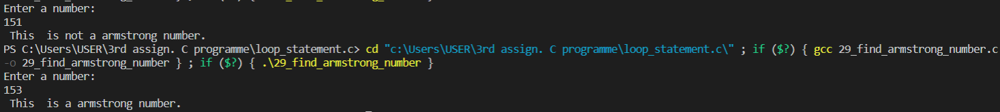 Enter a number:
151
 This  is not a armstrong number.
PS C:\Users\USER\3rd assign. C programme\loop_statement.c> cd "c:\Users\USER\3rd assign. C programme\loop_statement.c\" ; if ($?) { gcc 29_find_armstrong_number.c
-o 29_find_armstrong_number } ; if ($?) { .\29_find_armstrong_number }
Enter a number:
153
 This  is a armstrong number.